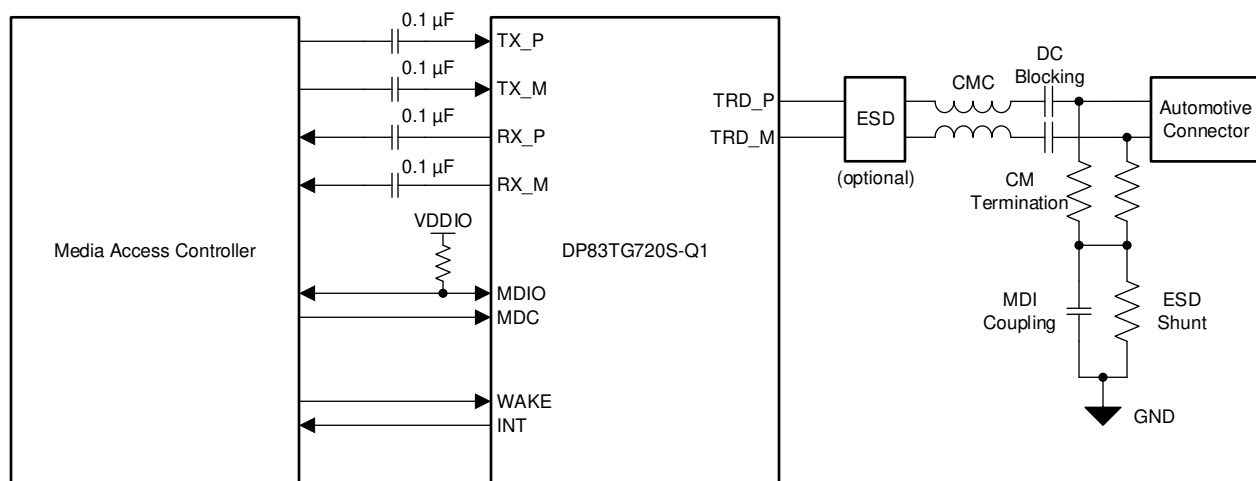 0.1 µF
TX_P
0.1 µF
TX_M
0.1 µF
RX_P
0.1 µF
RX_M
VDDIO
Media Access Controller
DP83TG720S-Q1
MDIO
MDC
WAKE
INT
TRD_P
TRD_M
ESD
(optional)
CMC
DC
Blocking
Automotive
Connector
CM
Termination
MDI
Coupling
ESD
Shunt
GND